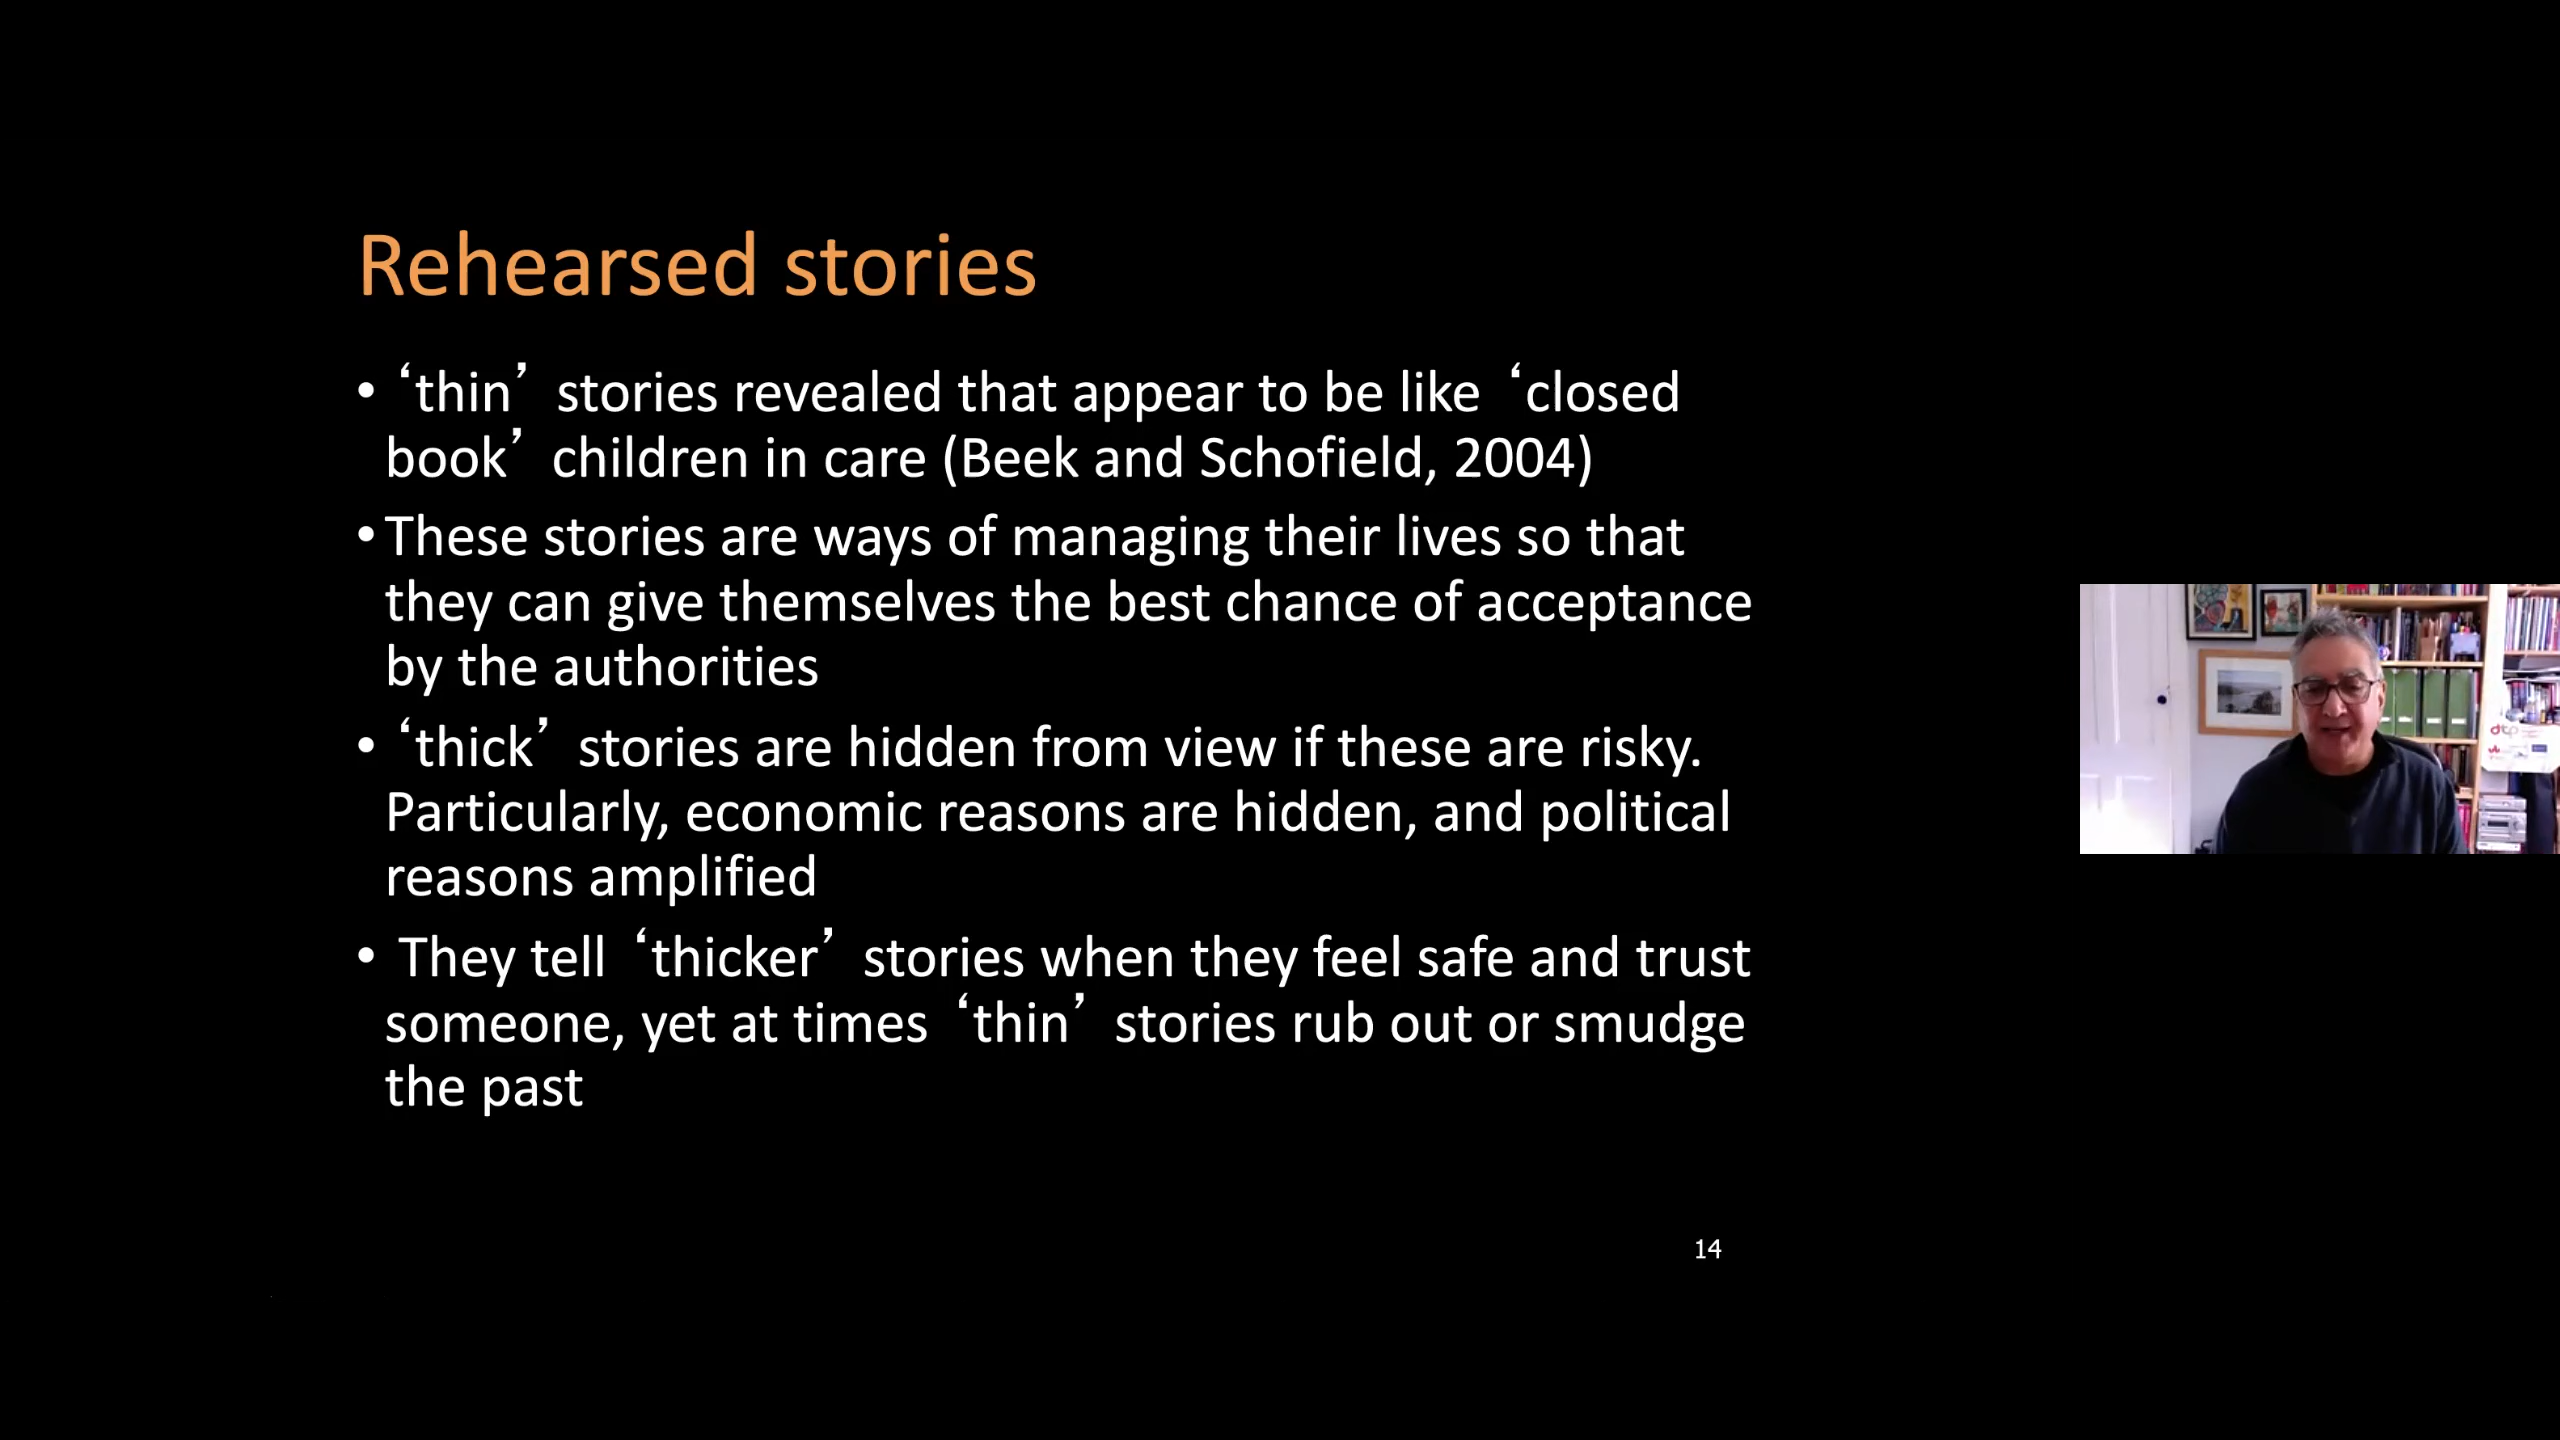 Rehearsed stories
• ‘thin’ stories revealed that appear to be like ‘closed
book’ children in care (Beek and Schofield, 2004)
• These stories are ways of managing their lives so that
they can give themselves the best chance of acceptance
by the authorities
• ‘thick’ stories are hidden from view if these are risky.
Particularly, economic reasons are hidden, and political
reasons amplified
• They tell ‘thicker’ stories when they feel safe and trust
someone, yet at times ‘thin’ stories rub out or smudge
the past
14